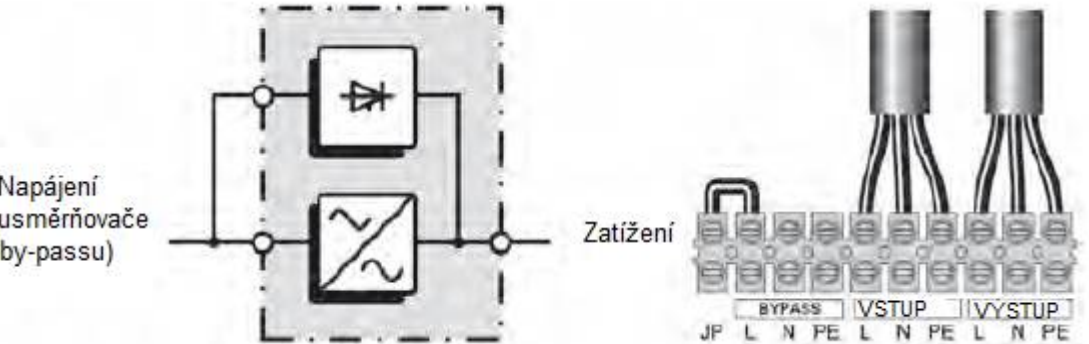 Napájení
usměrňovače
by-passu)
Zatížení
BYPASS VSTUP VÝSTUP
JP L N PE L N PE L N PE